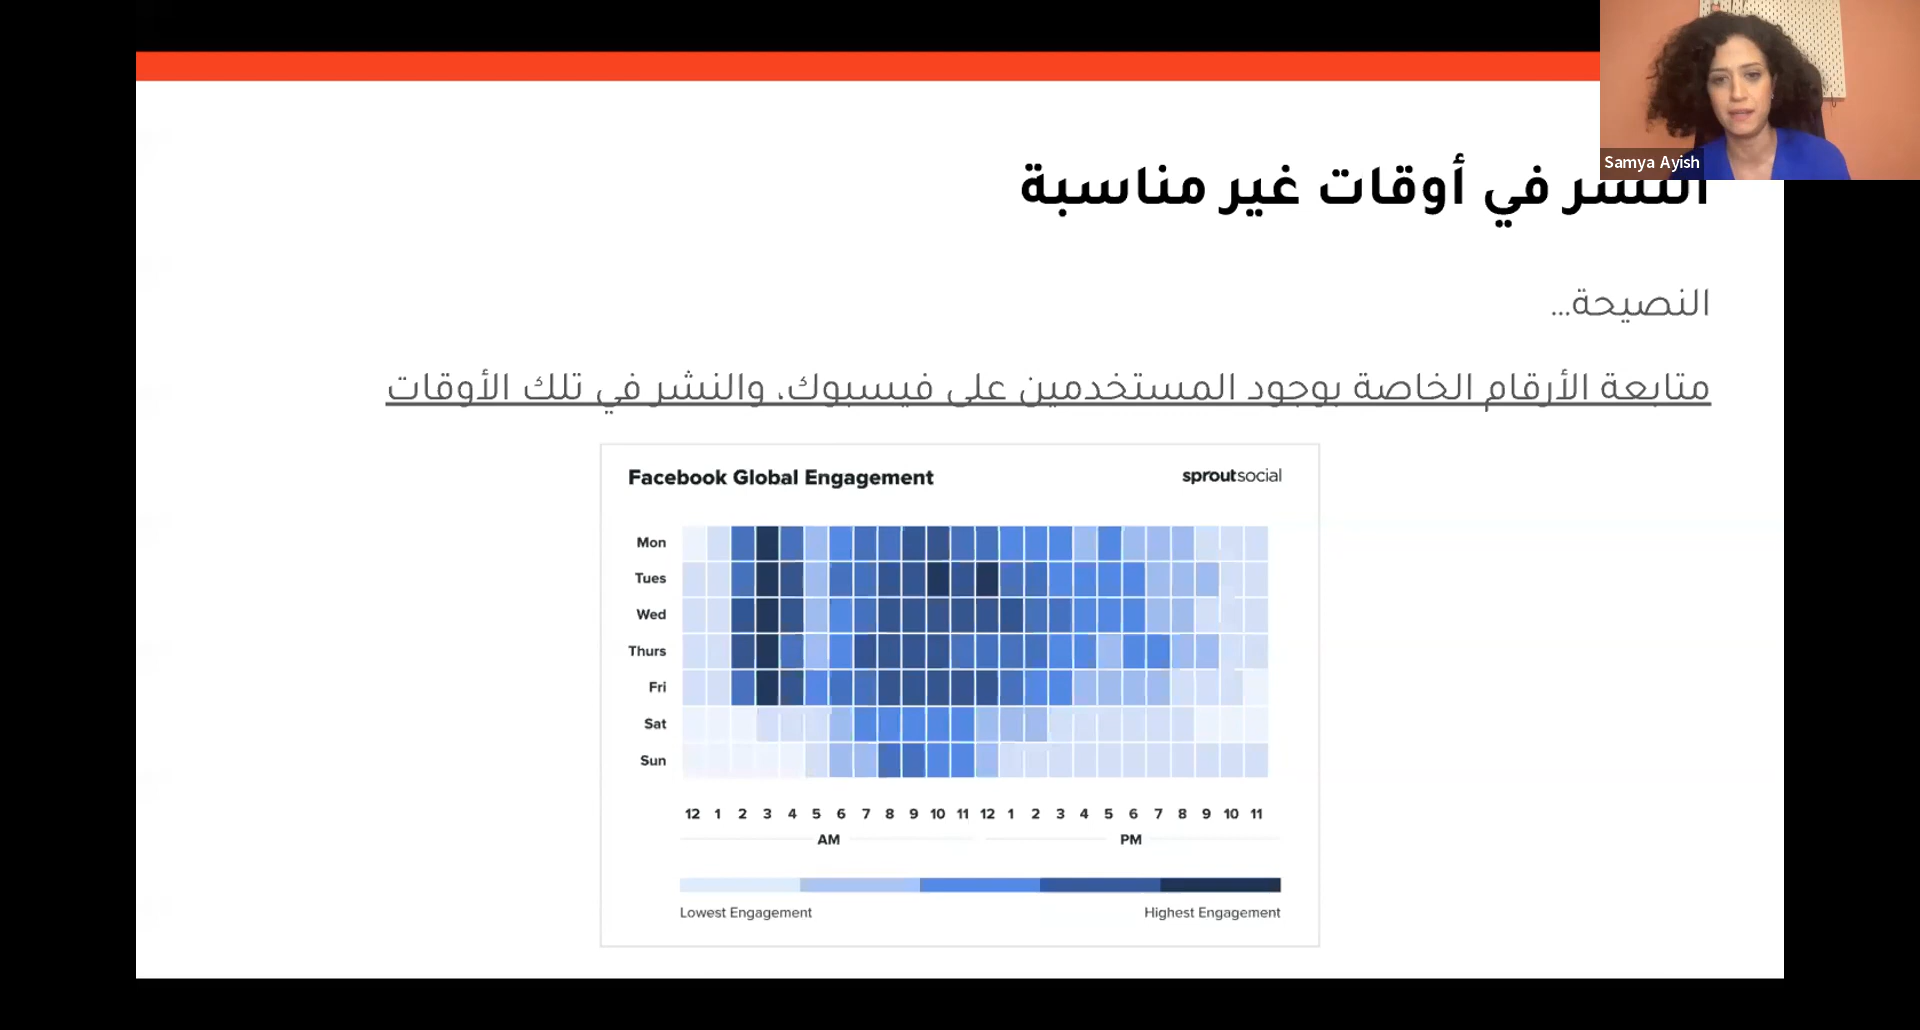 Samya Ayish
النشر في أوقات غير مناسبة
النصيحة...
متابعة الأرقام الخاصة بوجود المستخدمين على فيسبوك، والنشر في تلك الأوقات
Facebook Global Engagement
sproutsocial
Mon
Tues
Wed
Thurs
Fri
Sat
Sun
12 1 2 3 4 5 6 7 8 9 10 11 12 1 2 3 4 5 6 7 8 9 10 11
AM PM
Lowest Engagement Highest Engagement